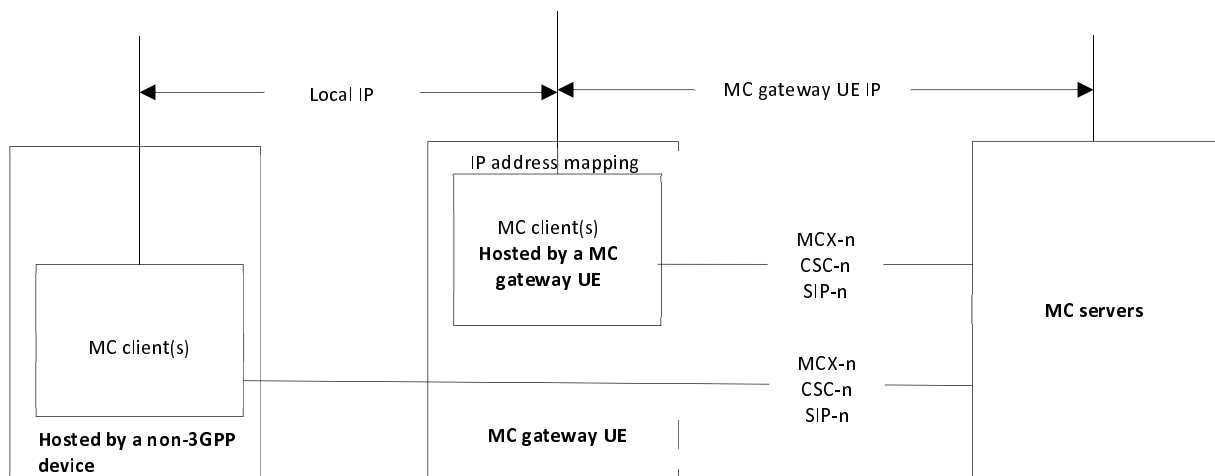 Local IP
MC gateway UE IP
IP address mapping
MC client(s)
Hosted by a MC
gateway UE
MCX-n
CSC-n
SIP-n
MC servers
MC client(s)
MCX-n
CSC-n
SIP-n
Hosted by a non-3GPP
device
MC gateway UE